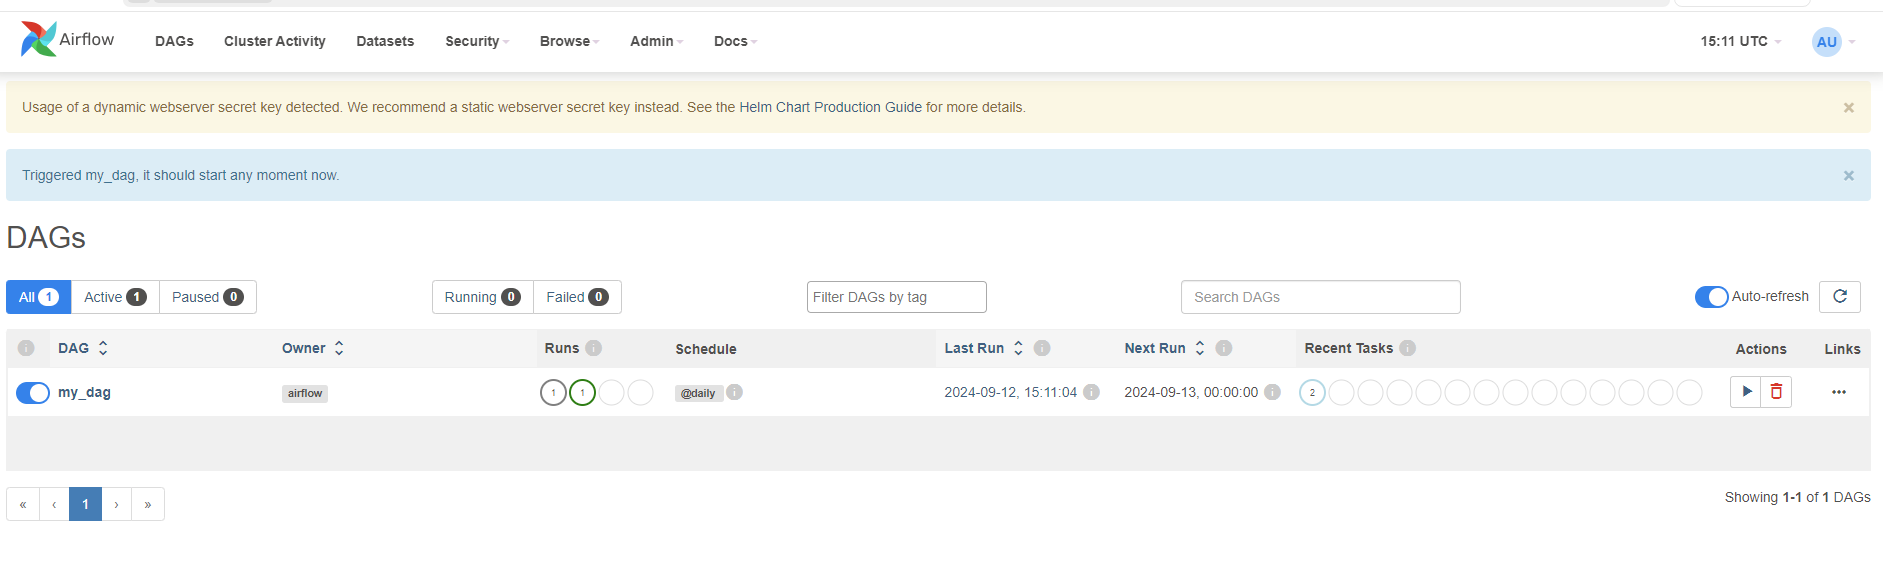 Airflow DAGs Cluster Activity Datasets Security Browse Admin Docs 15:11 UTC AU
Usage of a dynamic webserver secret key detected. We recommend a static webserver secret key instead. See the Helm Chart Production Guide for more details. ×
Triggered my_dag, it should start any moment now. ×
DAGs
All 1 Active 1 Paused 0 Running 0 Failed 0 Filter DAGs by tag Search DAGs Auto-refresh
i DAG Owner Runs i Schedule Last Run i Next Run i Recent Tasks i Actions Links
my_dag airflow 1 1 @daily i 2024-09-12, 15:11:04 i 2024-09-13, 00:00:00 i 2 ···
« ‹ 1 › » Showing 1-1 of 1 DAGs